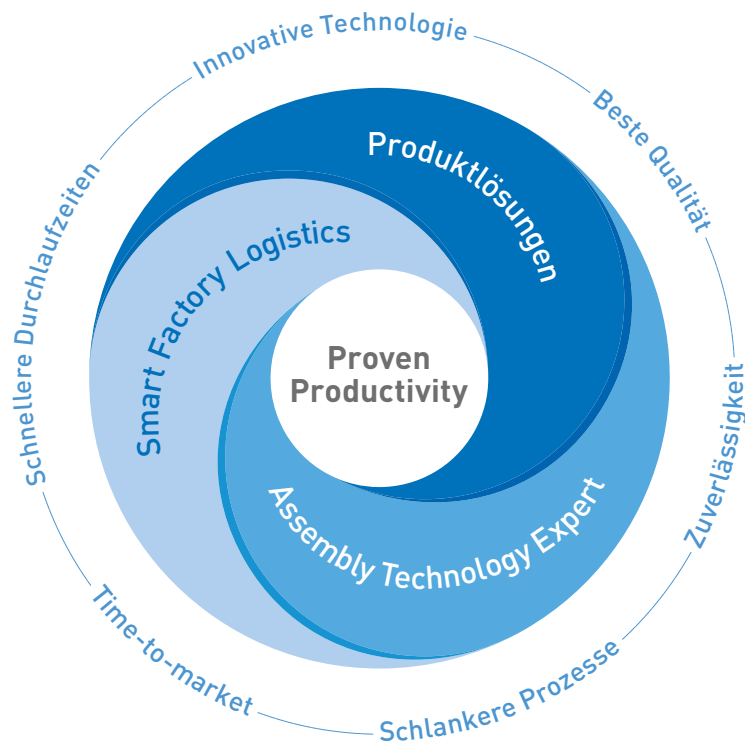 Innovative Technologie
Beste Qualität
Zuverlässigkeit
Schlankere Prozesse
Time-to-market
Schnellere Durchlaufzeiten
Produktlösungen
Smart Factory Logistics
Assembly Technology Expert
Proven
Productivity